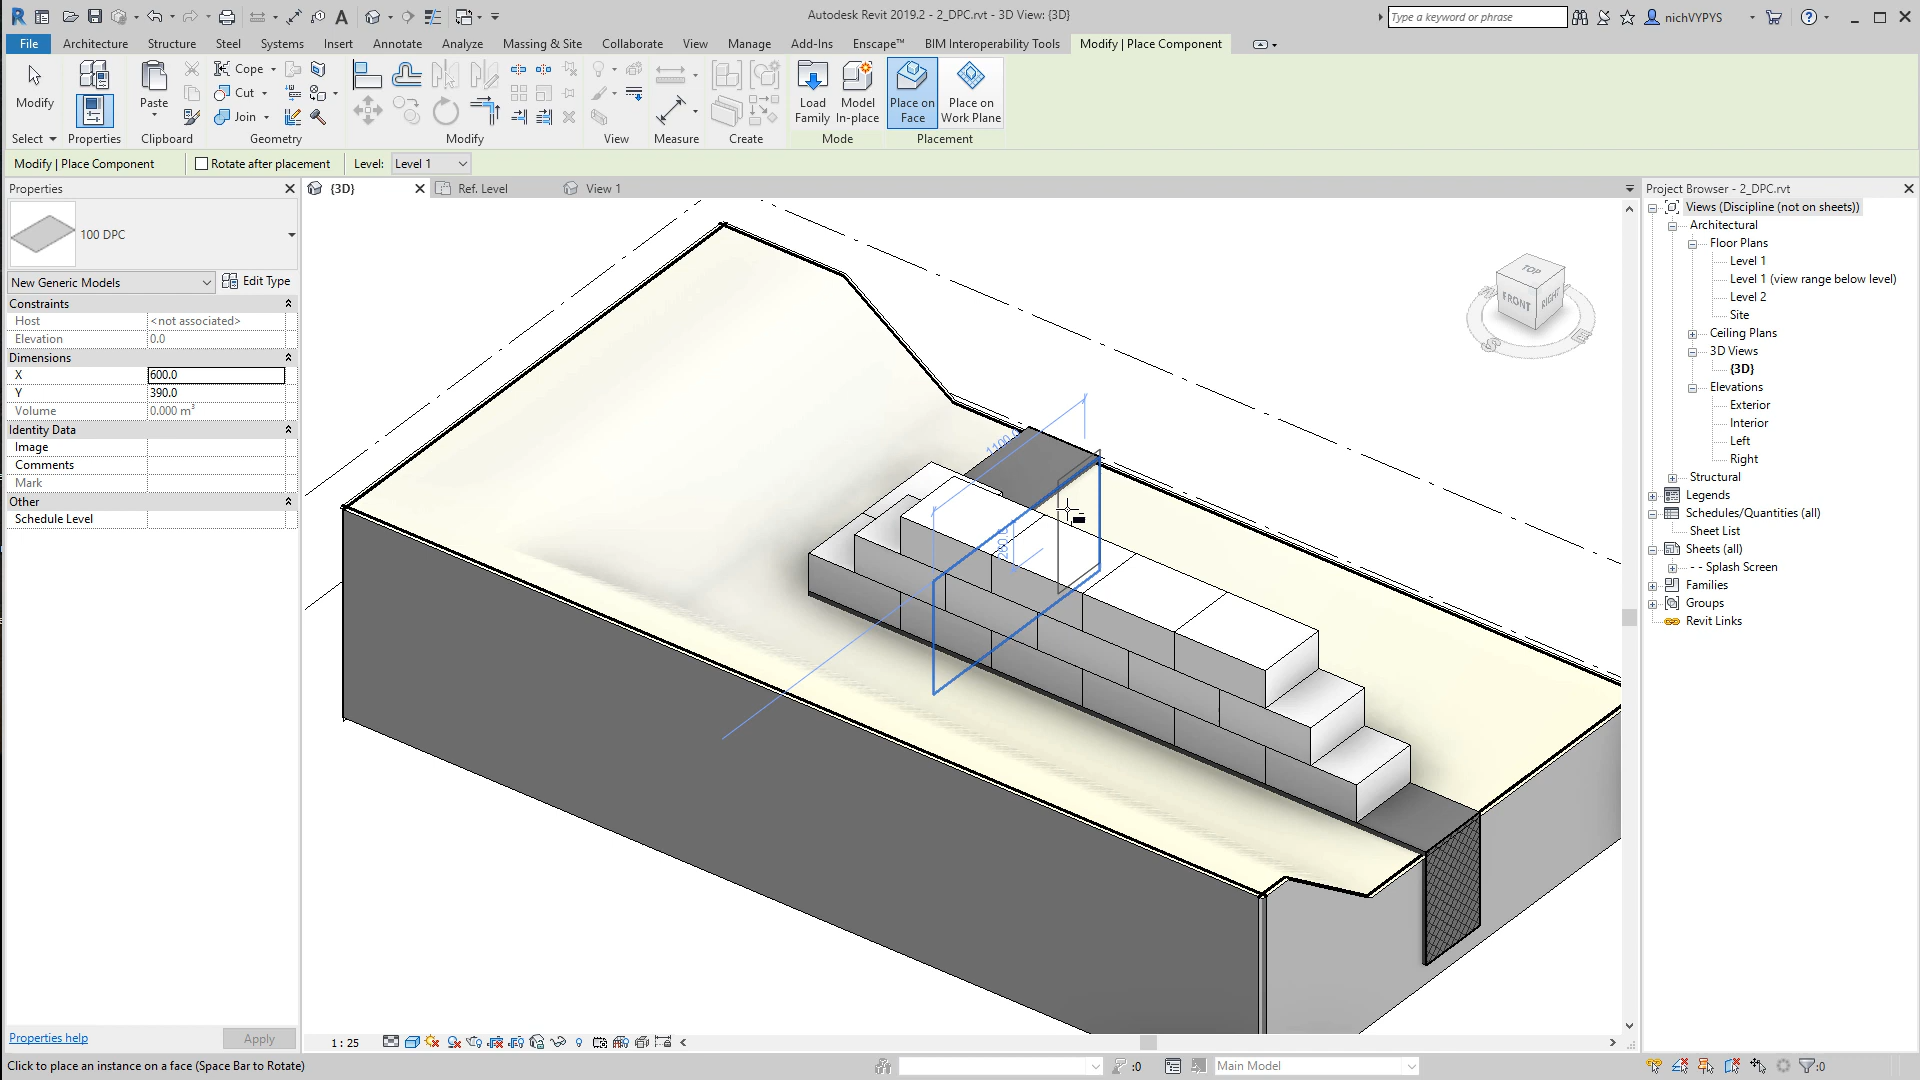 Autodesk Revit 2019.2 - 2_DPC.rvt - 3D View: {3D}
Type a keyword or phrase
nichVYPYS
File Architecture Structure Steel Systems Insert Annotate Analyze Massing & Site Collaborate View Manage Add-Ins Enscape™ BIM Interoperability Tools Modify | Place Component
Modify
Paste
Cope
Cut
Join
Load Family
Model In-place
Place on Face
Place on Work Plane
Select Properties Clipboard Geometry Modify View Measure Create Mode Placement
Modify | Place Component
Rotate after placement
Level: Level 1
Properties
{3D}
Ref. Level
View 1
Project Browser - 2_DPC.rvt
100 DPC
New Generic Models
Edit Type
Constraints
Host <not associated>
Elevation 0.0
Dimensions
X 600.0
Y 390.0
Volume 0.000 m³
Identity Data
Image
Comments
Mark
Other
Schedule Level
Properties help
Apply
TOP
FRONT
RIGHT
S
E
Views (Discipline (not on sheets))
Architectural
Floor Plans
Level 1
Level 1 (view range below level)
Level 2
Site
Ceiling Plans
3D Views
{3D}
Elevations
Exterior
Interior
Left
Right
Structural
Legends
Schedules/Quantities (all)
Sheet List
Sheets (all)
- - Splash Screen
Families
Groups
Revit Links
1 : 25
Click to place an instance on a face (Space Bar to Rotate)
:0
Main Model
:0